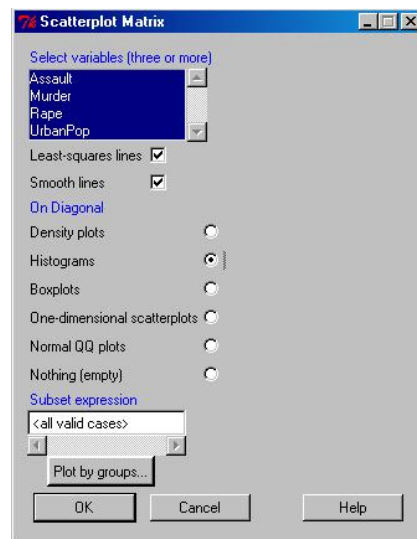 Scatterplot Matrix
Select variables (three or more)
Assault
Murder
Rape
UrbanPop
Least-squares lines
Smooth lines
On Diagonal
Density plots
Histograms
Boxplots
One-dimensional scatterplots
Normal QQ plots
Nothing (empty)
Subset expression
<all valid cases>
Plot by groups...
OK Cancel Help